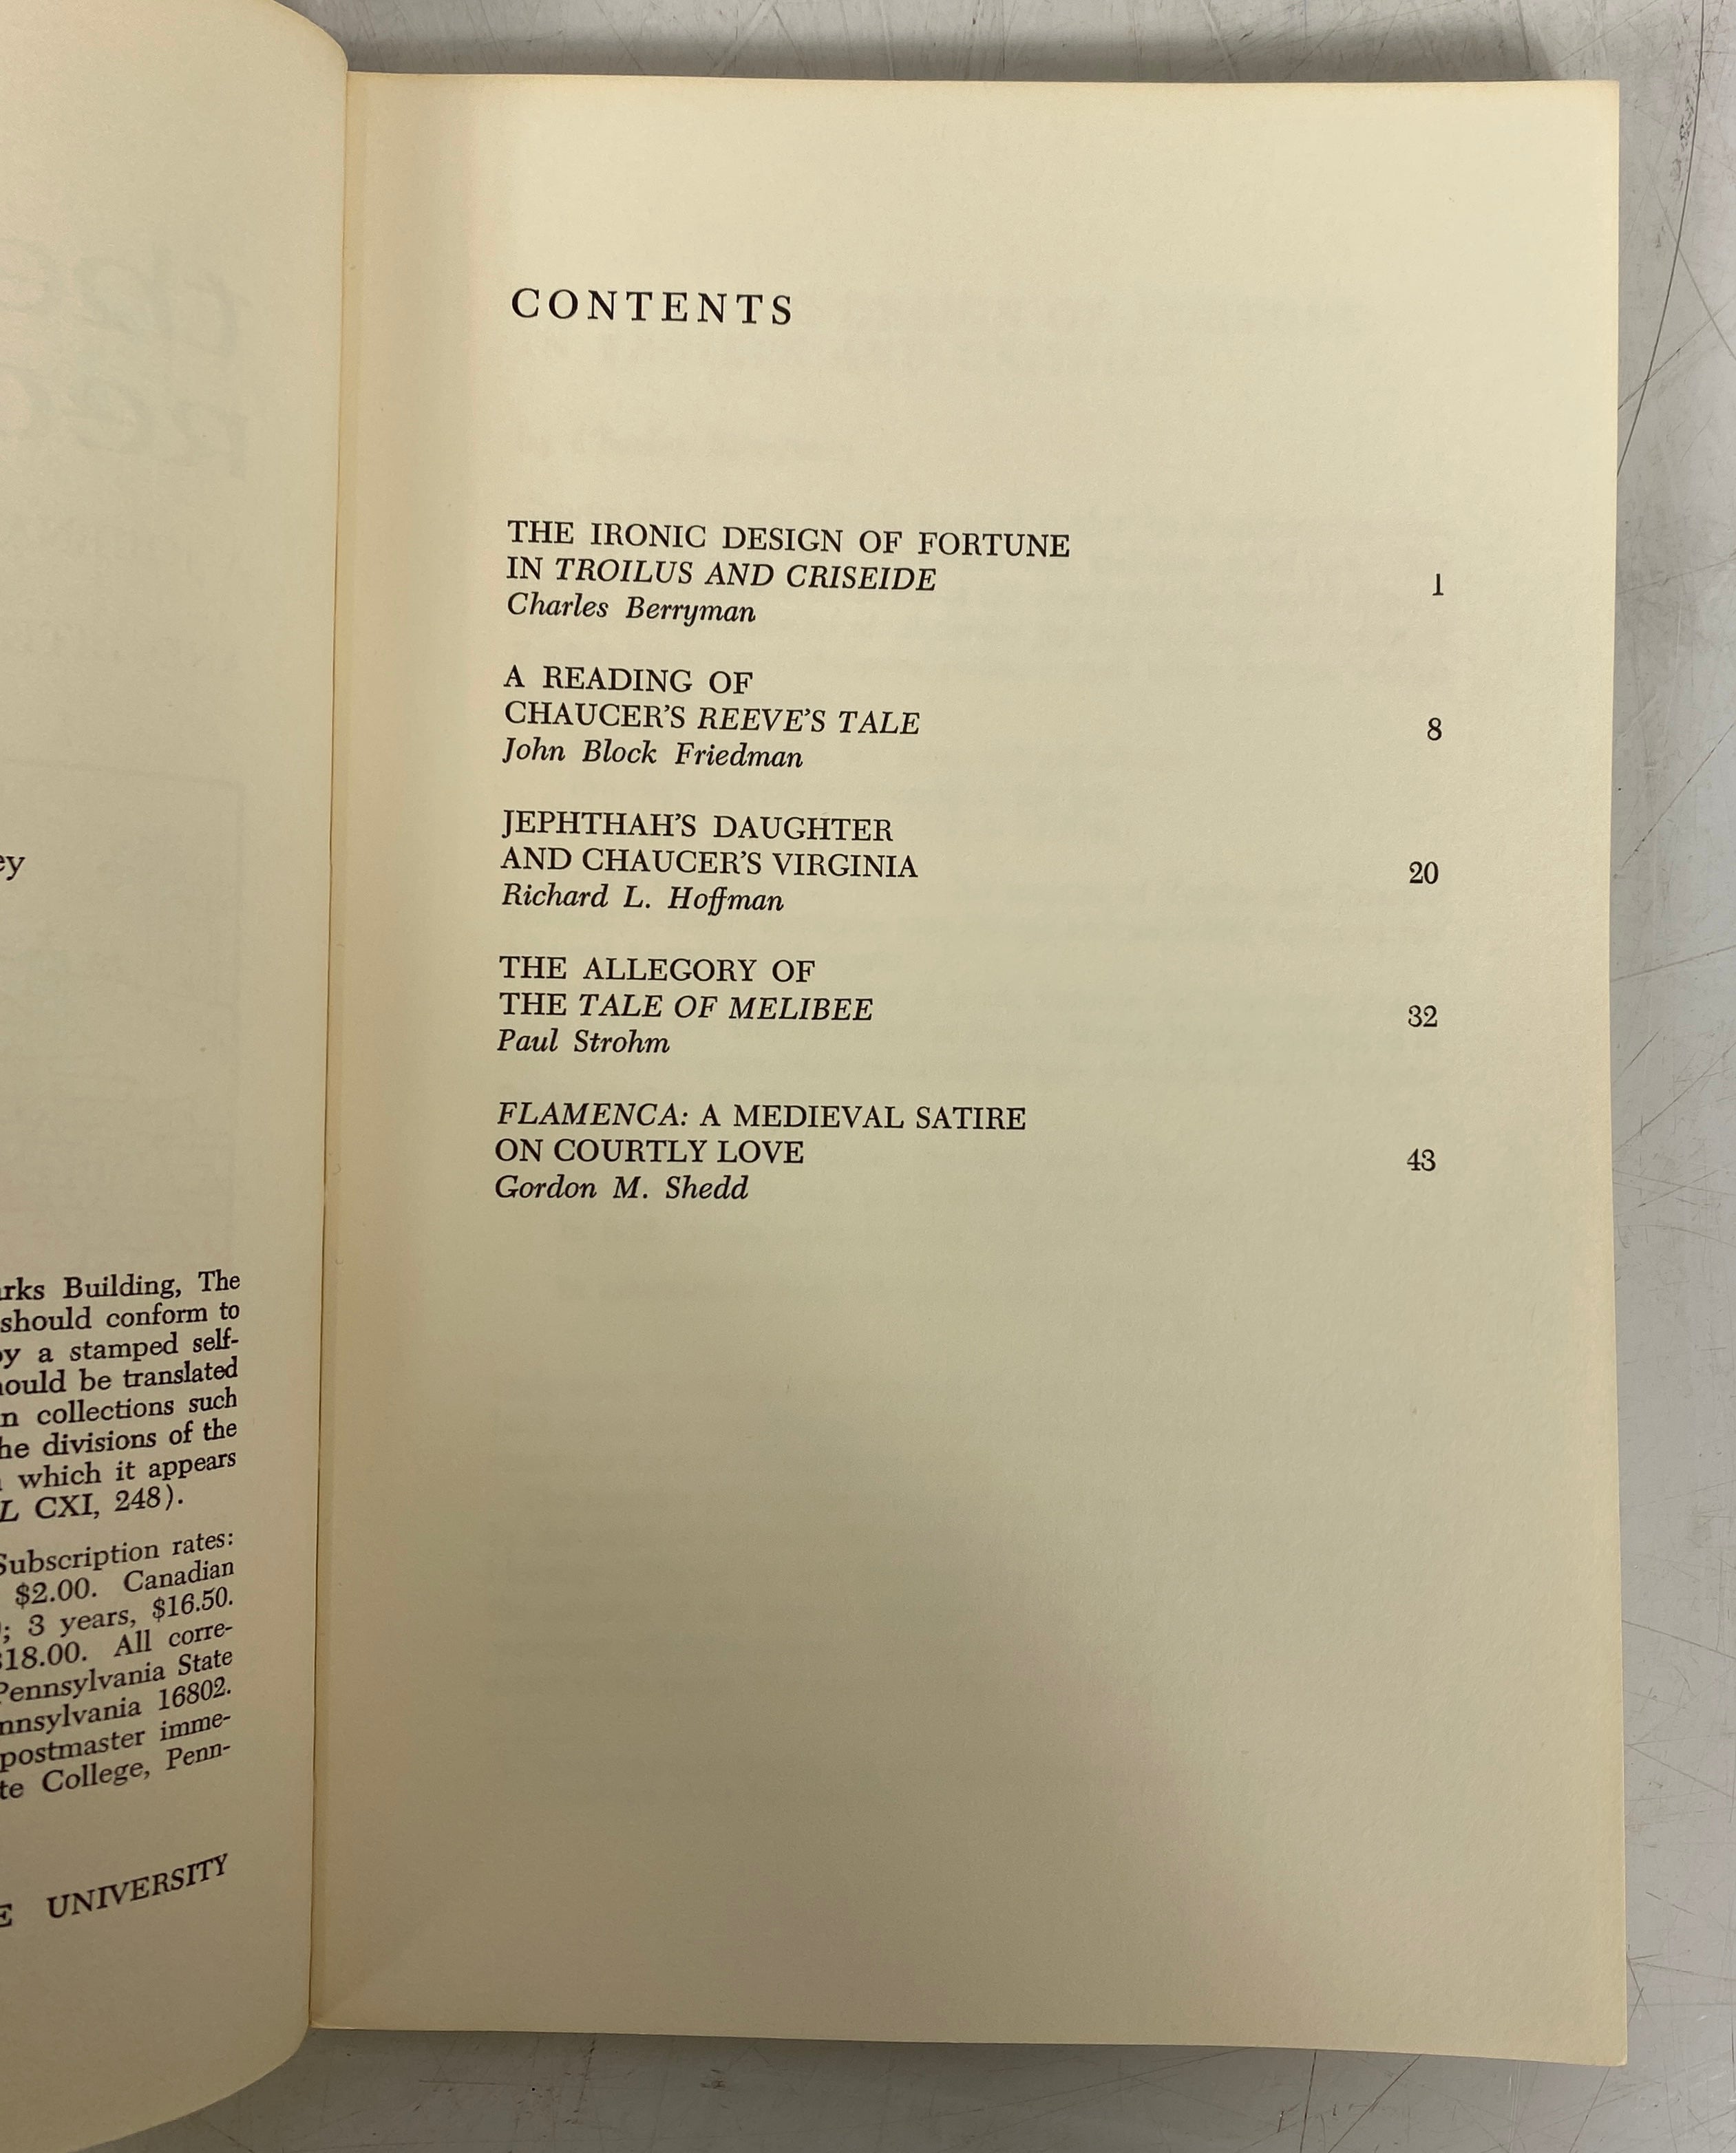 ey
rks Building, The
should conform to
by a stamped self-
ould be translated
n collections such
he divisions of the
which it appears
L CXI, 248).
Subscription rates:
$2.00. Canadian
; 3 years, $16.50.
$18.00. All corre-
Pennsylvania State
nnsylvania 16802.
postmaster imme-
te College, Penn-
E UNIVERSITY
CONTENTS
THE IRONIC DESIGN OF FORTUNE
IN TROILUS AND CRISEIDE 1
Charles Berryman
A READING OF
CHAUCER'S REEVE'S TALE 8
John Block Friedman
JEPHTHAH'S DAUGHTER
AND CHAUCER'S VIRGINIA 20
Richard L. Hoffman
THE ALLEGORY OF
THE TALE OF MELIBEE 32
Paul Strohm
FLAMENCA: A MEDIEVAL SATIRE
ON COURTLY LOVE 43
Gordon M. Shedd